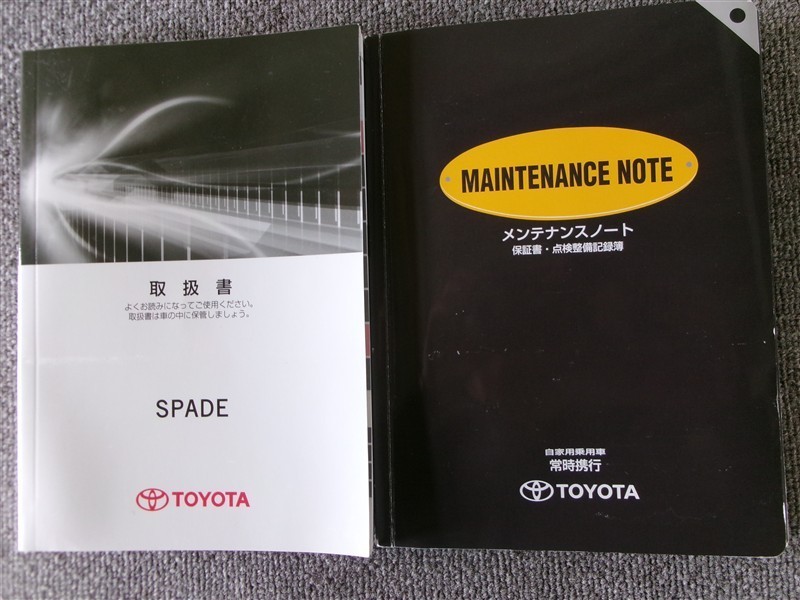 取扱書
よくお読みになってご使用ください。
取扱書は車の中に保管しましょう。
SPADE
TOYOTA
MAINTENANCE NOTE
メンテナンスノート
保証書・点検整備記録簿
自家用乗用車
常時携行
TOYOTA